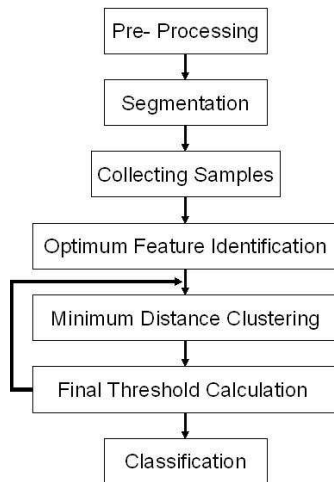 Pre- Processing
Segmentation
Collecting Samples
Optimum Feature Identification
Minimum Distance Clustering
Final Threshold Calculation
Classification